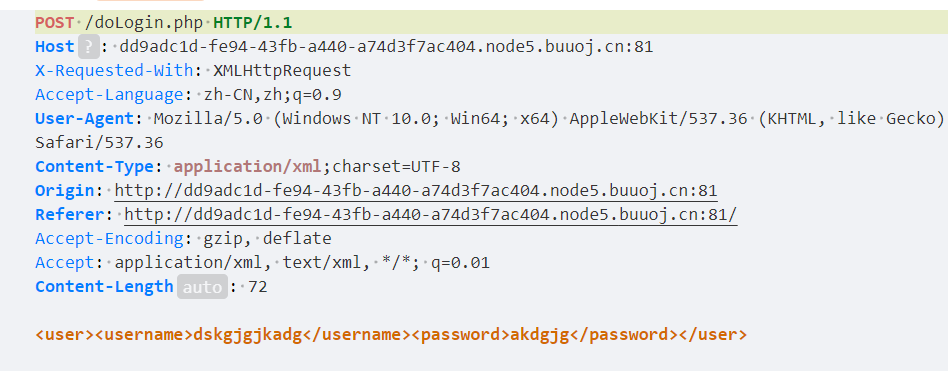 POST /doLogin.php HTTP/1.1
Host ? : dd9adc1d-fe94-43fb-a440-a74d3f7ac404.node5.buuoj.cn:81
X-Requested-With: XMLHttpRequest
Accept-Language: zh-CN,zh;q=0.9
User-Agent: Mozilla/5.0 (Windows NT 10.0; Win64; x64) AppleWebKit/537.36 (KHTML, like Gecko)
Safari/537.36
Content-Type: application/xml;charset=UTF-8
Origin: http://dd9adc1d-fe94-43fb-a440-a74d3f7ac404.node5.buuoj.cn:81
Referer: http://dd9adc1d-fe94-43fb-a440-a74d3f7ac404.node5.buuoj.cn:81/
Accept-Encoding: gzip, deflate
Accept: application/xml, text/xml, */*; q=0.01
Content-Length auto : 72
<user><username>dskgjgjkadg</username><password>akdgjg</password></user>